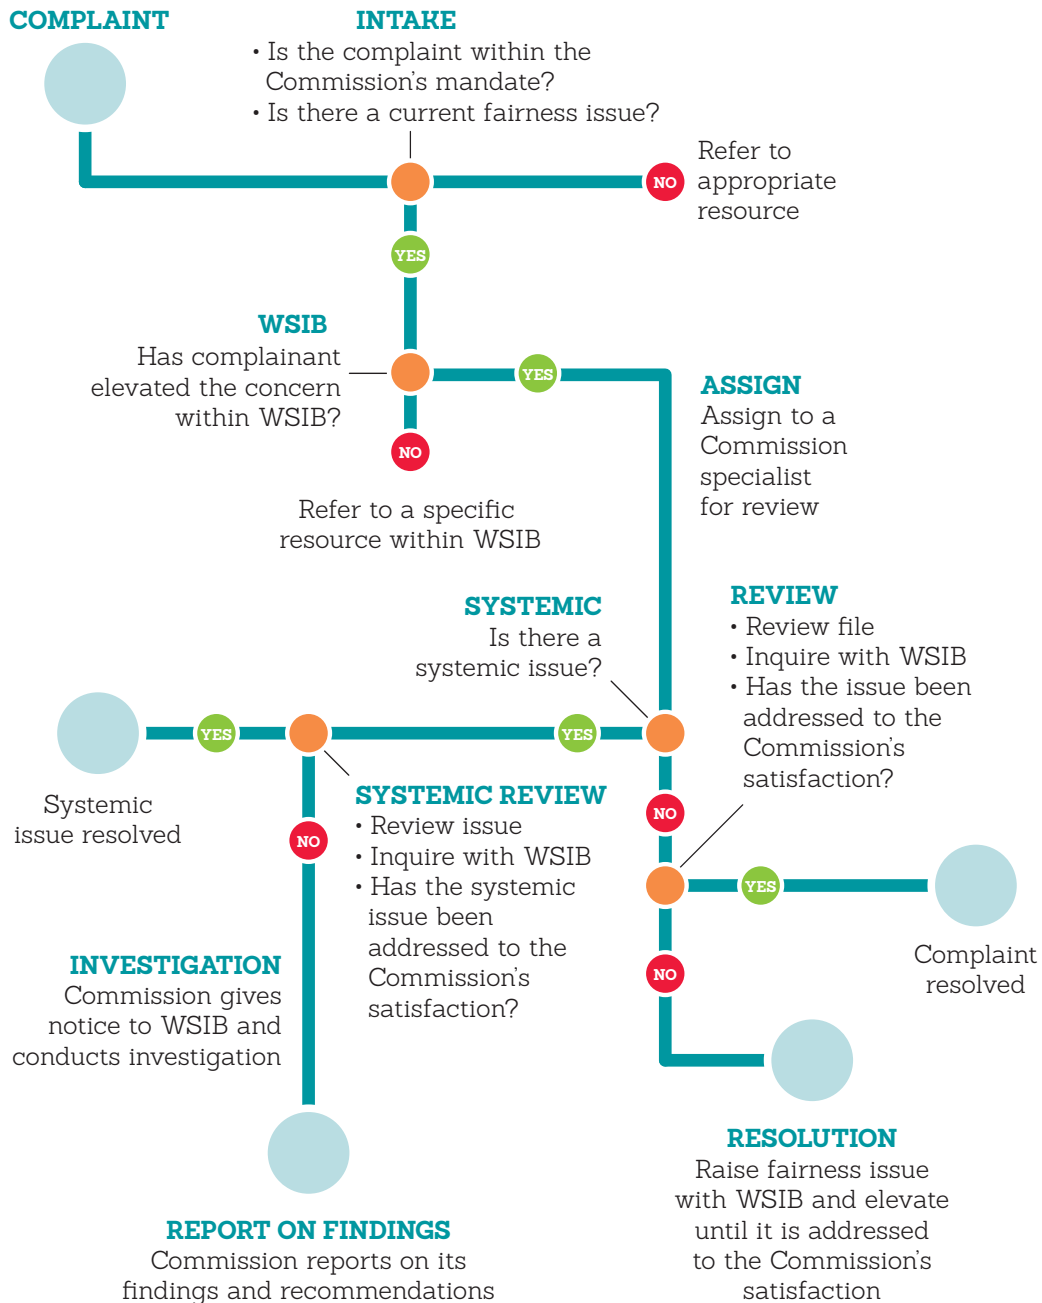 COMPLAINT
INTAKE
• Is the complaint within the
Commission's mandate?
• Is there a current fairness issue?
NO
Refer to
appropriate
resource
YES
WSIB
Has complainant
elevated the concern
within WSIB?
YES
NO
Refer to a specific
resource within WSIB
ASSIGN
Assign to a
Commission
specialist
for review
SYSTEMIC
Is there a
systemic issue?
REVIEW
• Review file
• Inquire with WSIB
• Has the issue been
addressed to the
Commission's
satisfaction?
YES
YES
Systemic
issue resolved
SYSTEMIC REVIEW
• Review issue
• Inquire with WSIB
• Has the systemic
issue been
addressed to the
Commission's
satisfaction?
NO
NO
YES
Complaint
resolved
NO
INVESTIGATION
Commission gives
notice to WSIB and
conducts investigation
RESOLUTION
Raise fairness issue
with WSIB and elevate
until it is addressed
to the Commission's
satisfaction
REPORT ON FINDINGS
Commission reports on its
findings and recommendations